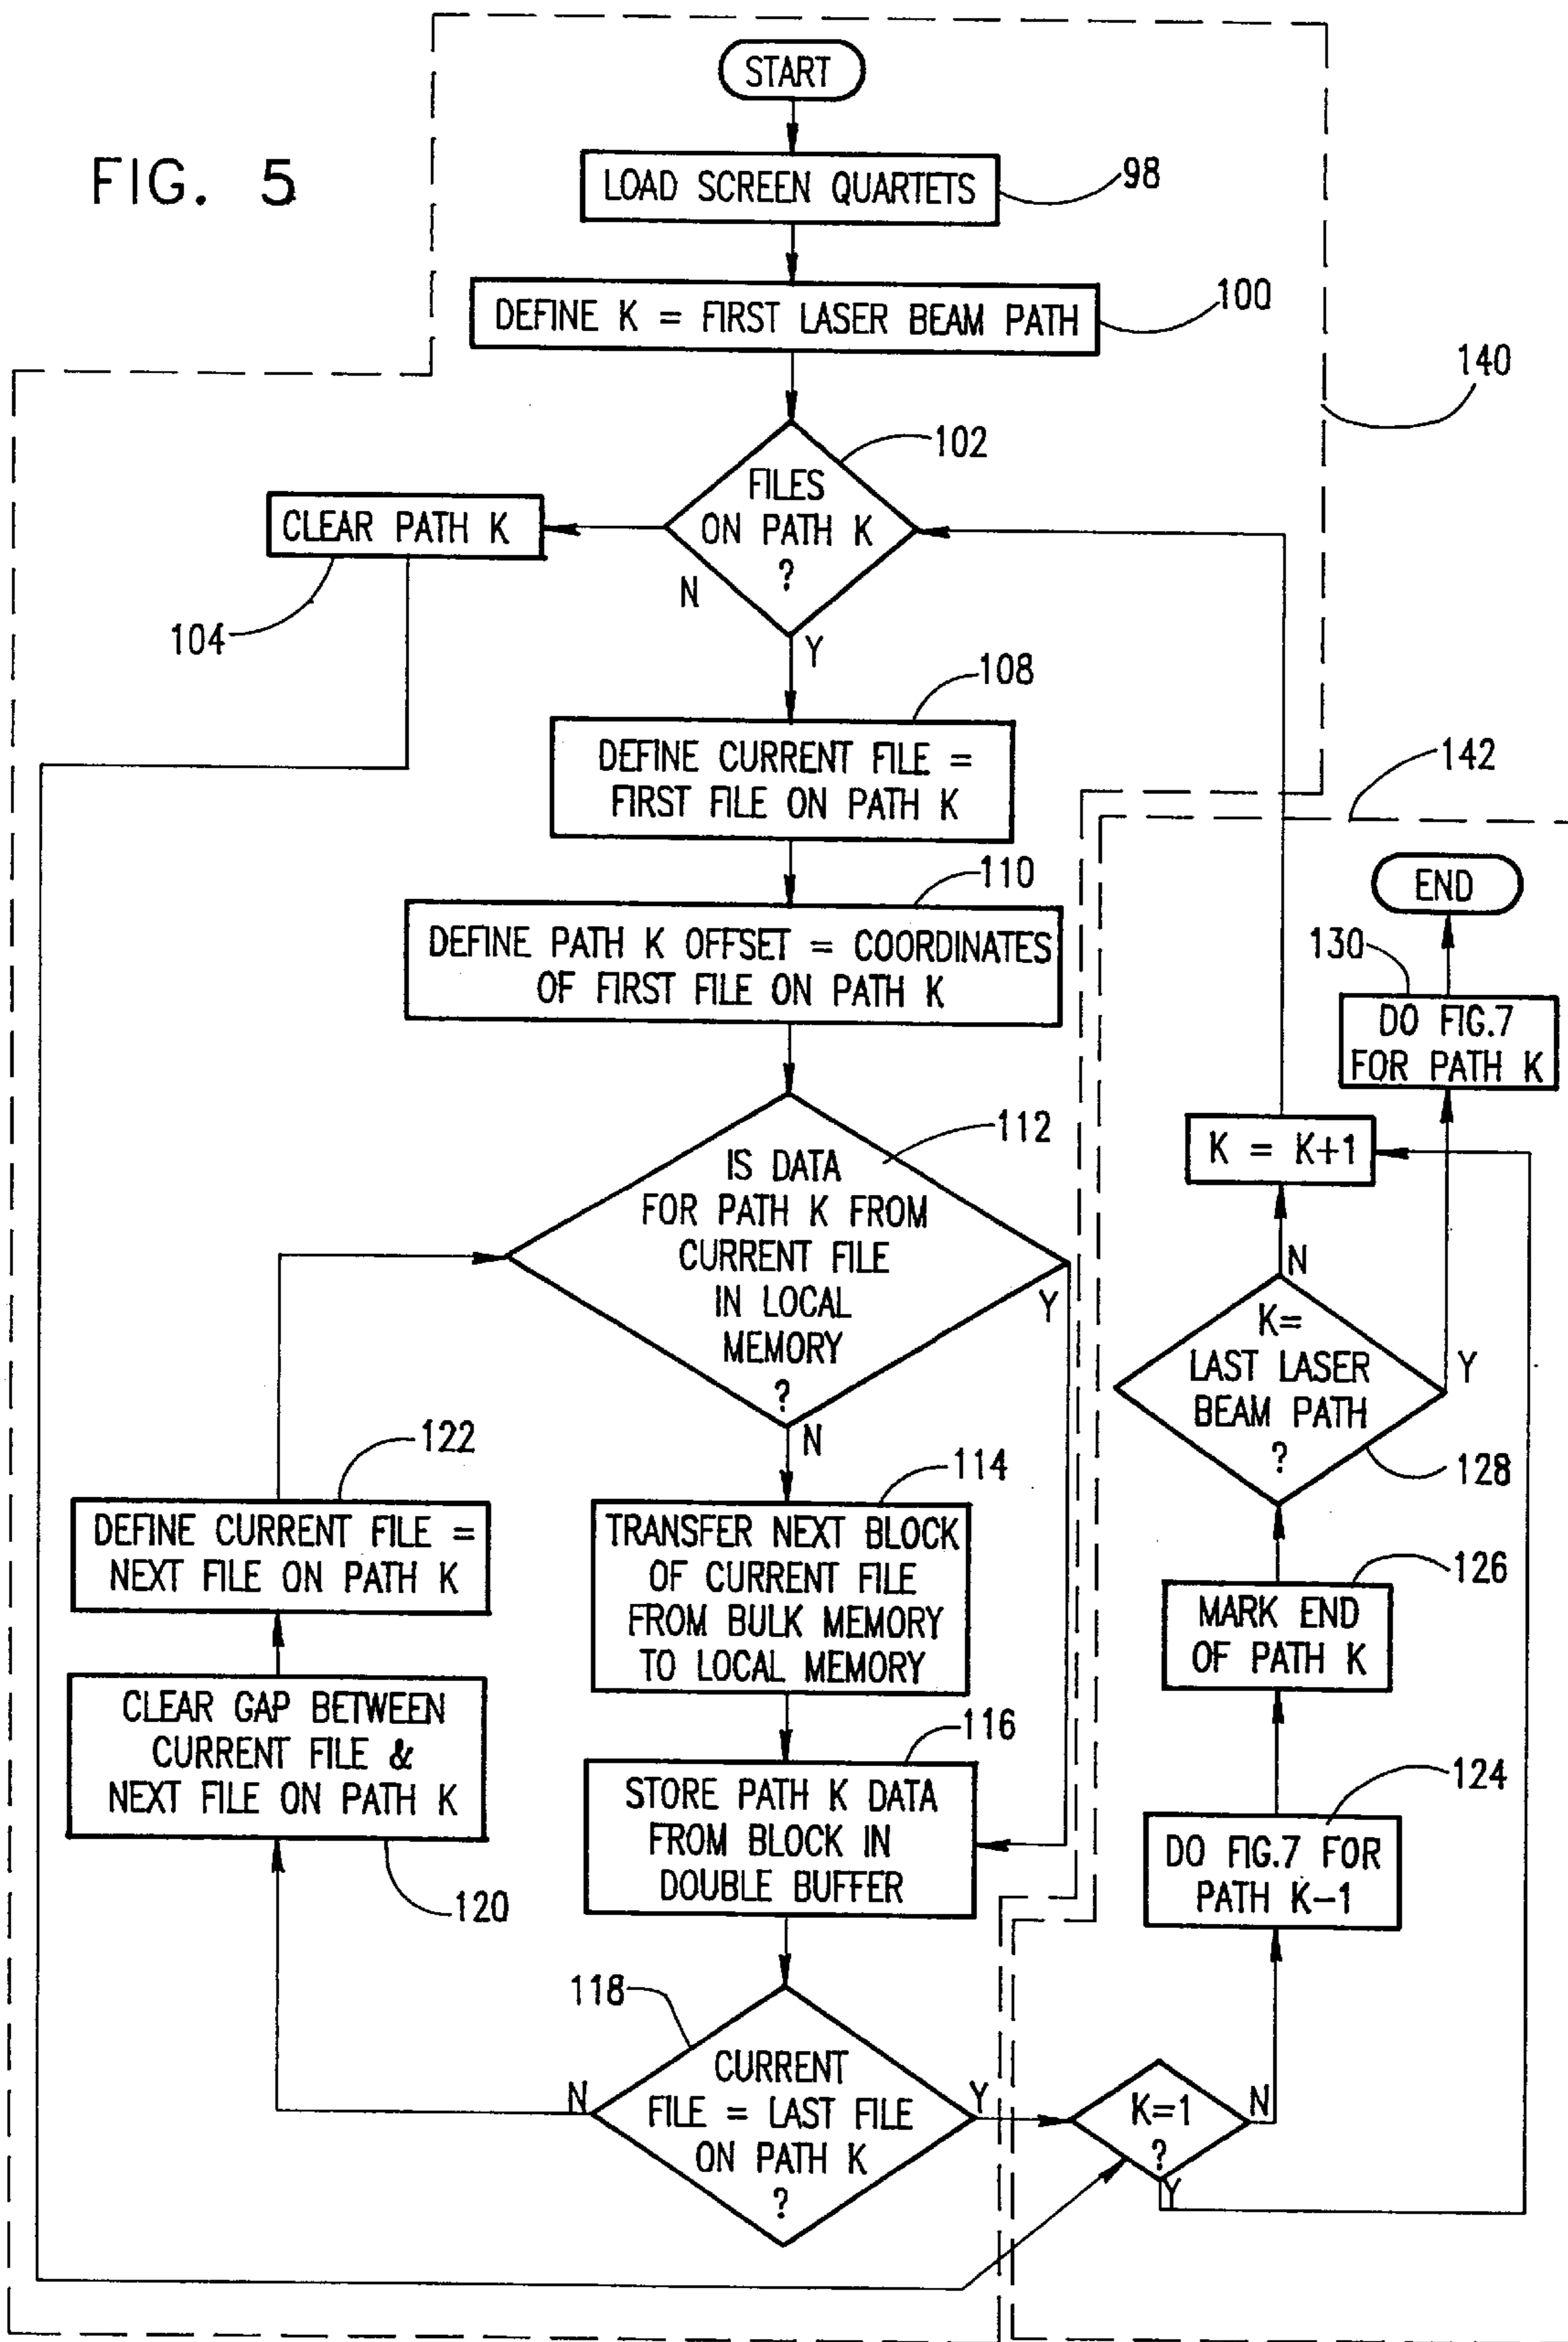 FIG. 5
START
LOAD SCREEN QUARTETS
98
DEFINE K = FIRST LASER BEAM PATH
100
140
102
FILES
ON PATH K
?
N
Y
CLEAR PATH K
104
108
DEFINE CURRENT FILE =
FIRST FILE ON PATH K
110
DEFINE PATH K OFFSET = COORDINATES
OF FIRST FILE ON PATH K
112
IS DATA
FOR PATH K FROM
CURRENT FILE
IN LOCAL
MEMORY
?
Y
N
114
TRANSFER NEXT BLOCK
OF CURRENT FILE
FROM BULK MEMORY
TO LOCAL MEMORY
116
STORE PATH K DATA
FROM BLOCK IN
DOUBLE BUFFER
118
CURRENT
FILE = LAST FILE
ON PATH K
?
N
Y
120
CLEAR GAP BETWEEN
CURRENT FILE &
NEXT FILE ON PATH K
122
DEFINE CURRENT FILE =
NEXT FILE ON PATH K
142
K=1
?
N
Y
124
DO FIG.7 FOR
PATH K-1
126
MARK END
OF PATH K
128
K=
LAST LASER
BEAM PATH
?
N
Y
K = K+1
130
DO FIG.7
FOR PATH K
END